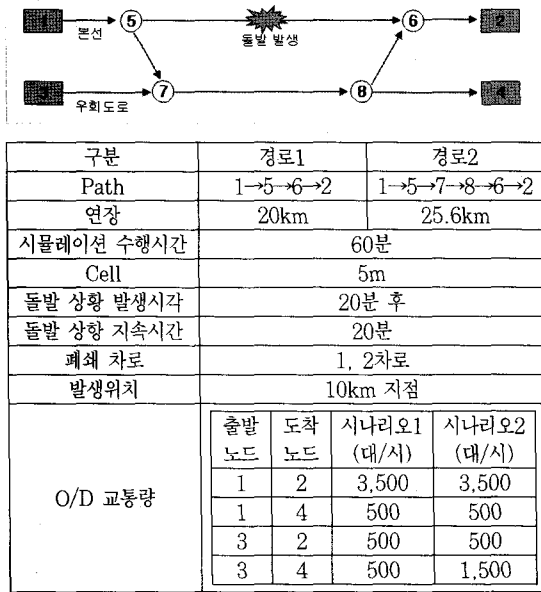 1
5
6
2
본선
돌발 발생
3
7
8
4
우회도로
구분 경로1 경로2
Path 1→5→6→2 1→5→7→8→6→2
연장 20km 25.6km
시뮬레이션 수행시간 60분
Cell 5m
돌발 상황 발생시각 20분 후
돌발 상항 지속시간 20분
폐쇄 차로 1, 2차로
발생위치 10km 지점
O/D 교통량
출발 도착 시나리오1 시나리오2
노드 노드 (대/시) (대/시)
1 2 3,500 3,500
1 4 500 500
3 2 500 500
3 4 500 1,500